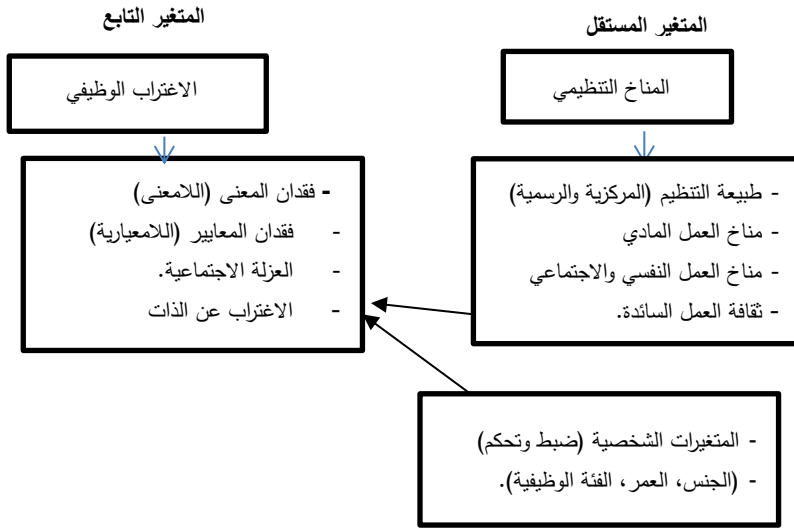 المتغير المستقل
المتغير التابع
المناخ التنظيمي
الاغتراب الوظيفي
- طبيعة التنظيم (المركزية والرسمية)
- مناخ العمل المادي
- مناخ العمل النفسي والاجتماعي
- ثقافة العمل السائدة.
- فقدان المعنى (اللامعنى)
- فقدان المعايير (اللامعيارية)
- العزلة الاجتماعية.
- الاغتراب عن الذات
- المتغيرات الشخصية (ضبط وتحكم)
- (الجنس، العمر، الفئة الوظيفية).